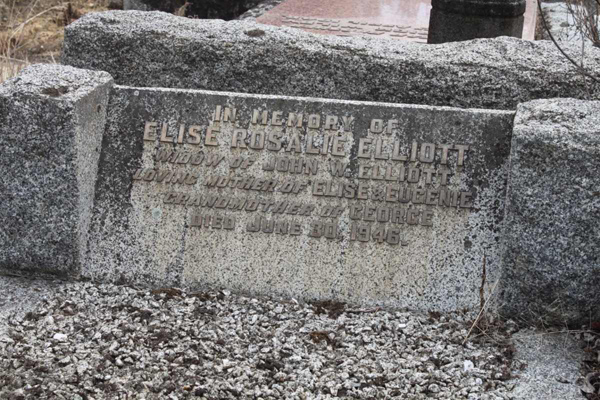 IN MEMORY OF
ELISE ROSALIE ELLIOTT
WIDOW OF JOHN W. ELLIOTT,
LOVING MOTHER OF ELISE & EUGENIE,
GRANDMOTHER OF GEORGE
DIED JUNE 30, 1946.